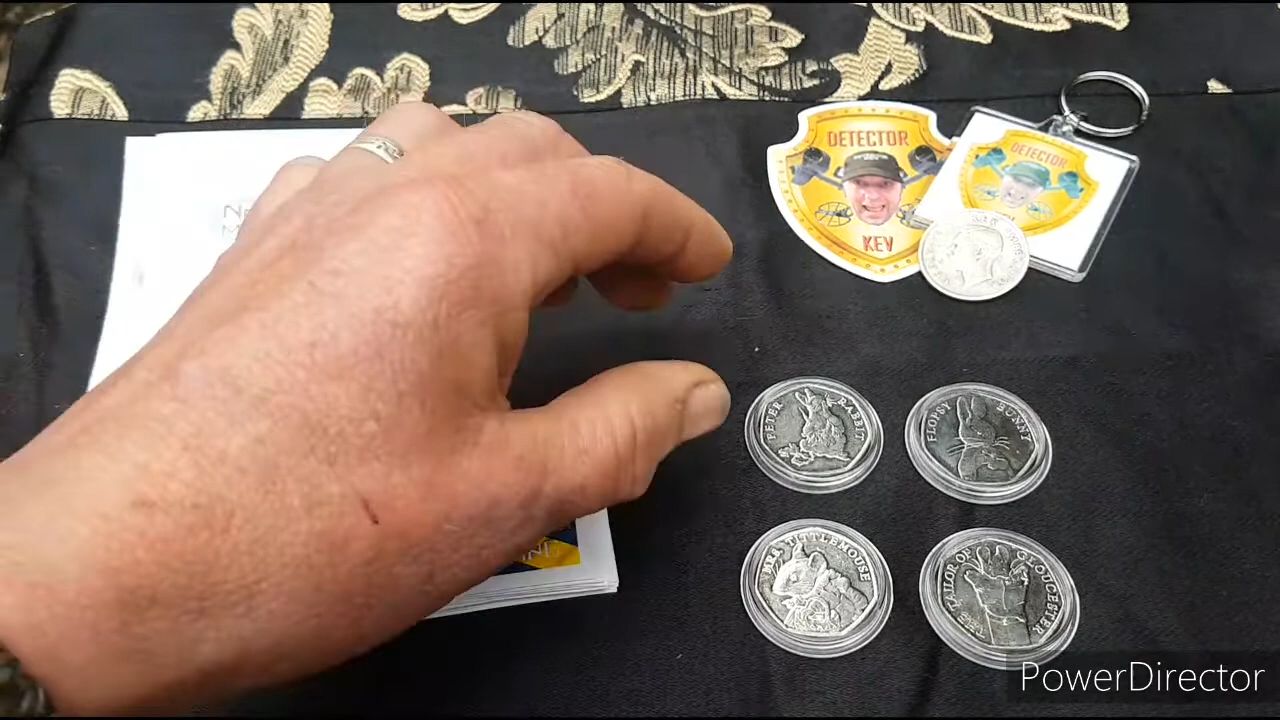 DETECTOR
KEV
DETECTOR
PETER RABBIT
FLOPSY BUNNY
MRS. TITTLEMOUSE
THE TAILOR OF GLOUCESTER
PowerDirector